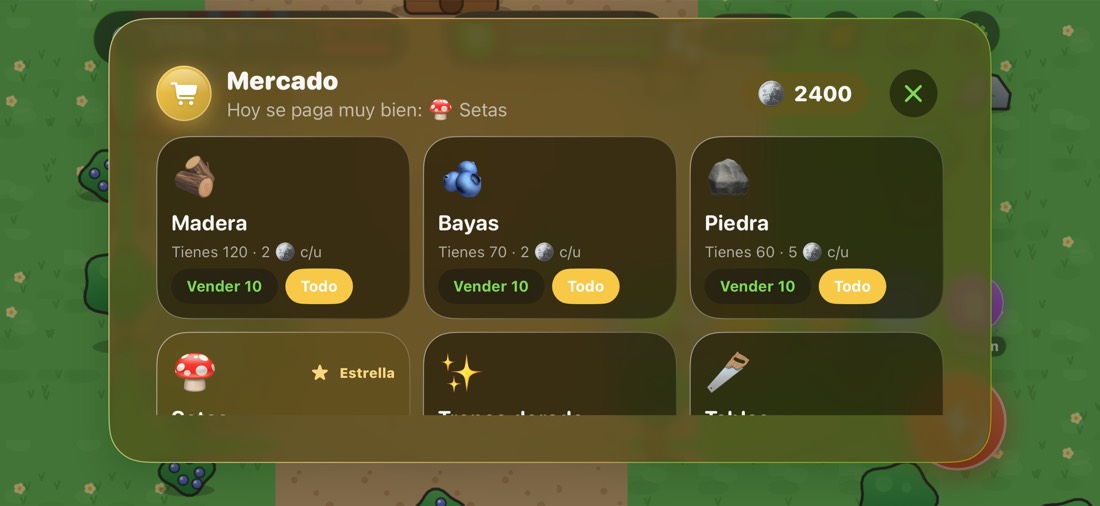 Mercado
Hoy se paga muy bien: Setas
2400
Madera
Tienes 120 · 2 c/u
Vender 10 Todo
Bayas
Tienes 70 · 2 c/u
Vender 10 Todo
Piedra
Tienes 60 · 5 c/u
Vender 10 Todo
Estrella